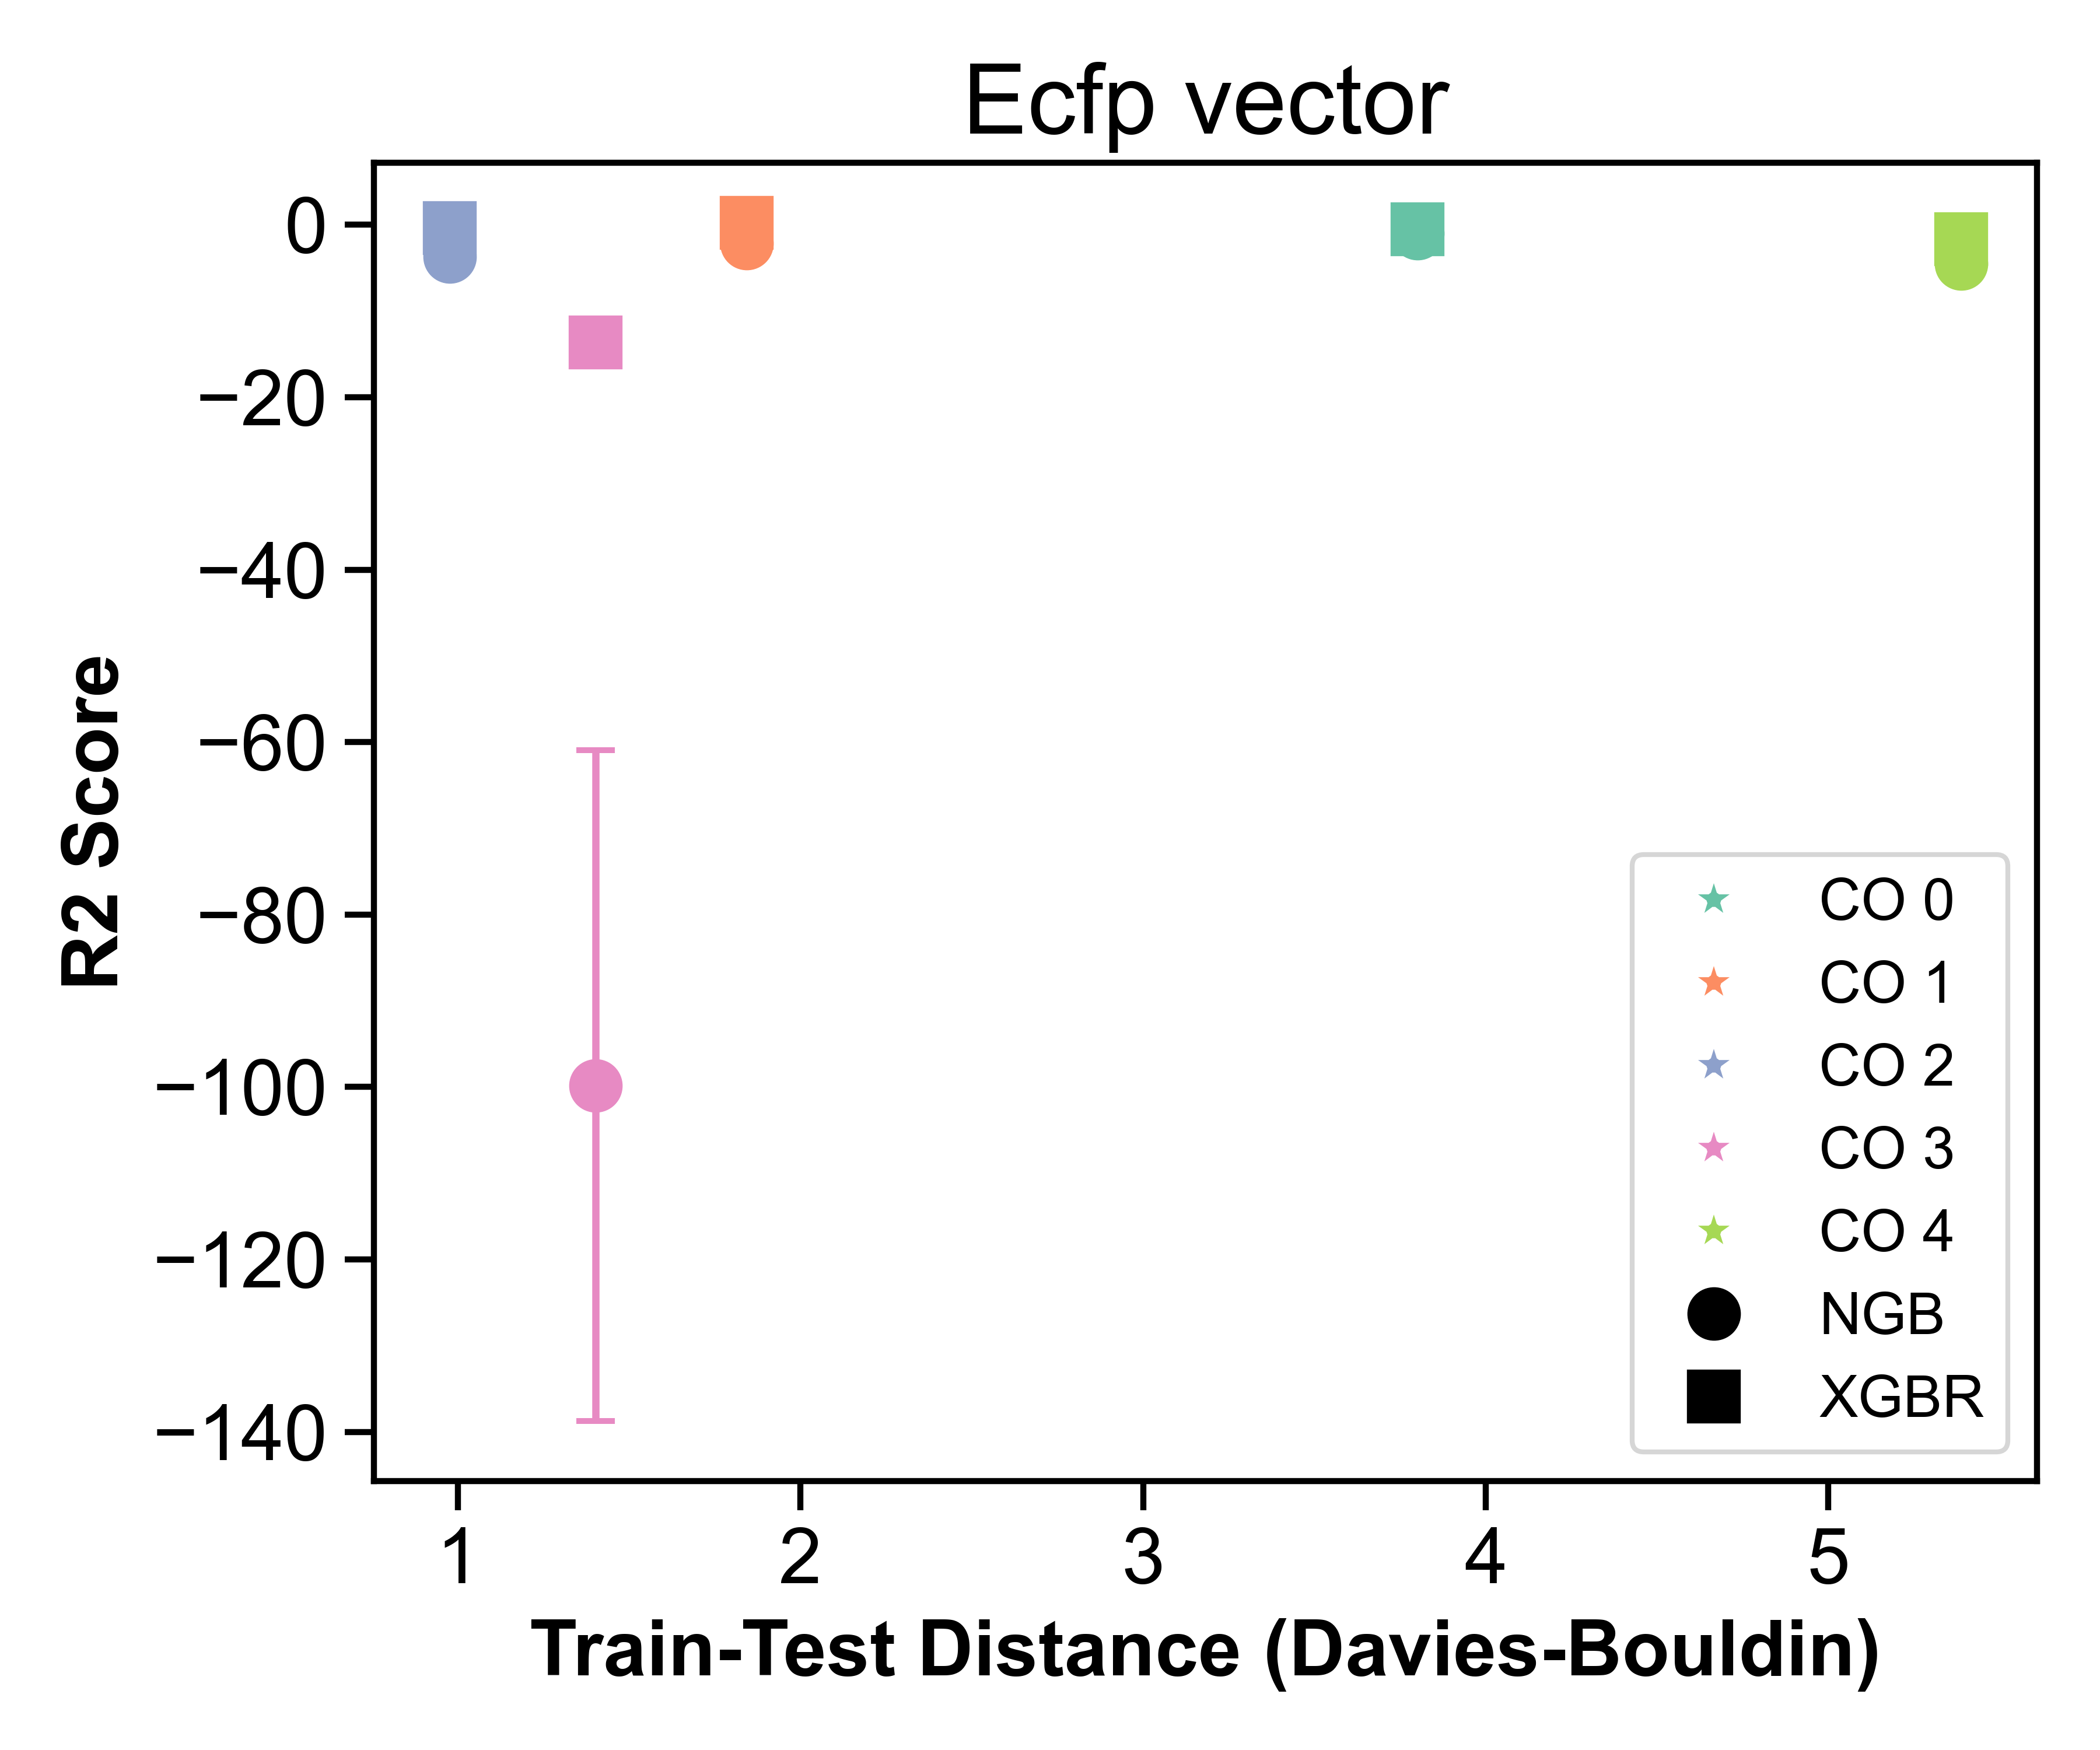 Ecfp vector
0
−20
−40
−60
−80
−100
−120
−140
R2 Score
1 2 3 4 5
Train-Test Distance (Davies-Bouldin)
CO 0
CO 1
CO 2
CO 3
CO 4
NGB
XGBR